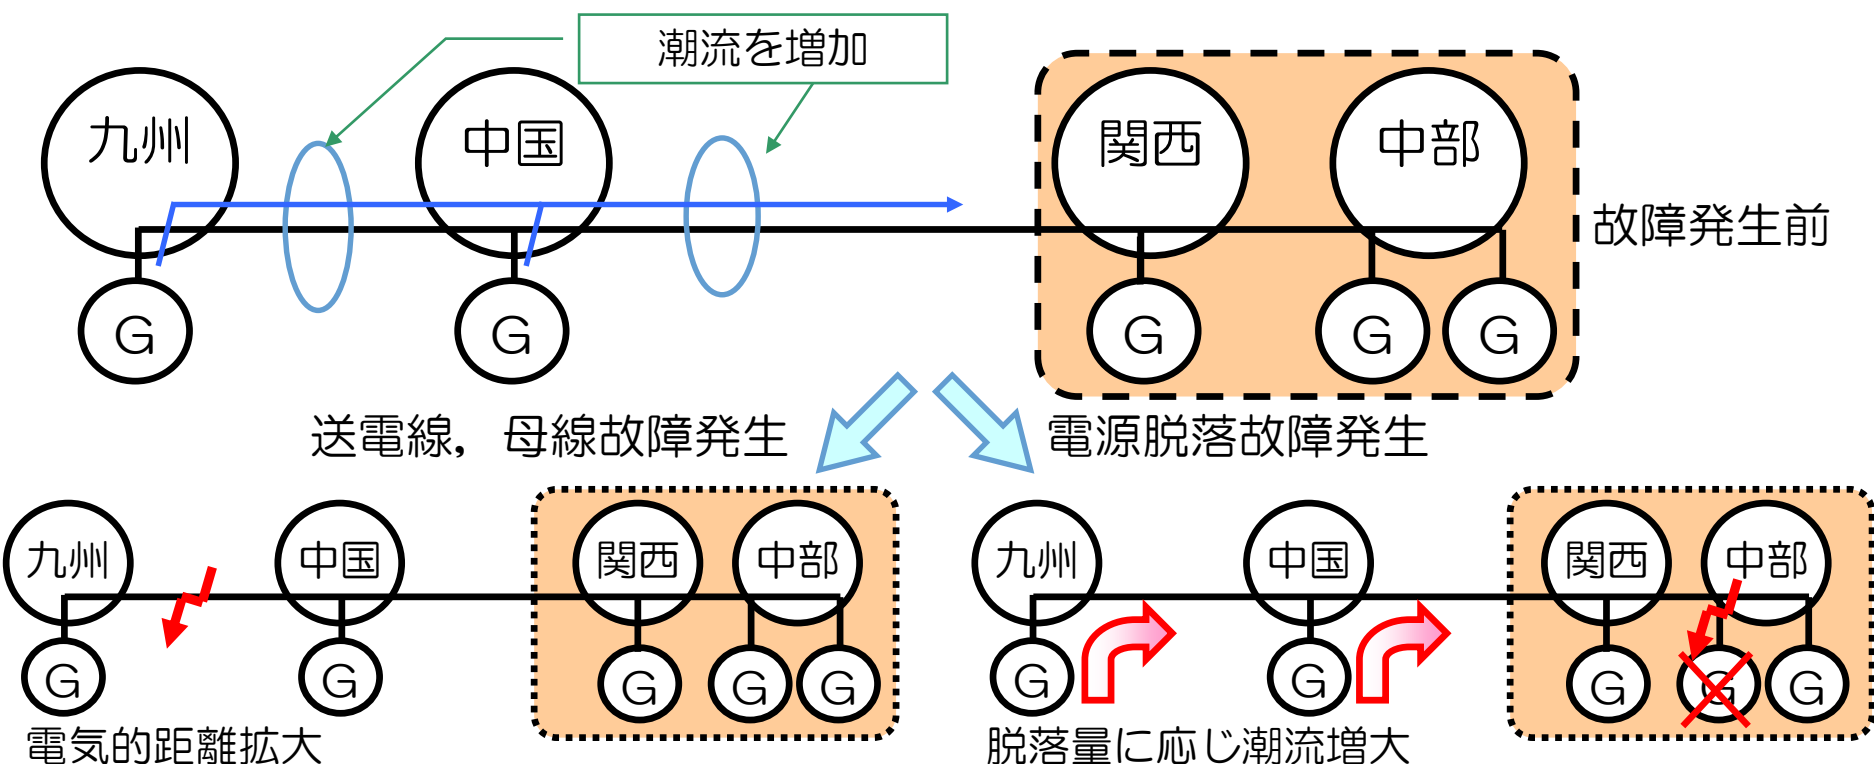 潮流を増加
九州
中国
関西
中部
故障発生前
G
G
G
G
G
送電線，母線故障発生
電源脱落故障発生
九州
中国
関西
中部
G
G
G
G
G
電気的距離拡大
九州
中国
関西
中部
G
G
G
G
G
脱落量に応じ潮流増大